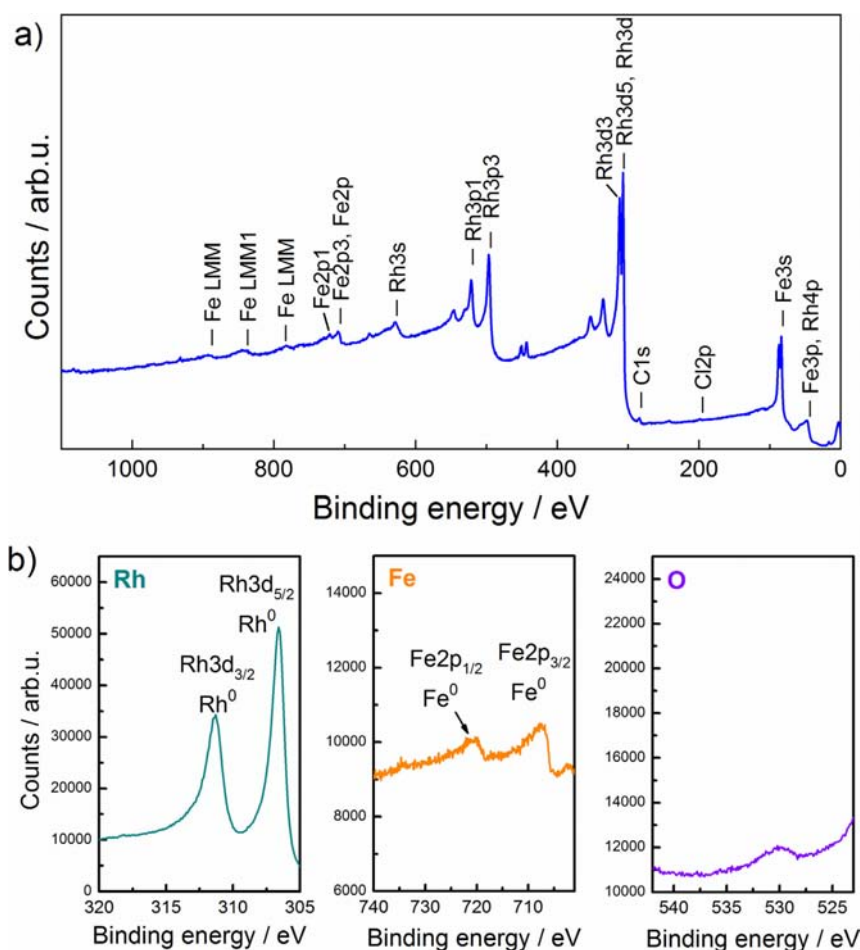 a)
Counts / arb.u.
Fe LMM
Fe LMM1
Fe LMM
Fe2p1
Fe2p3, Fe2p
Rh3s
Rh3p1
Rh3p3
Rh3d3
Rh3d5, Rh3d
C1s
Cl2p
Fe3s
Fe3p, Rh4p
1000 800 600 400 200 0
Binding energy / eV
b)
Counts / arb.u.
60000
50000
40000
30000
20000
10000
0
Rh
Rh3d5/2
Rh0
Rh3d3/2
Rh0
320 315 310 305
Binding energy / eV
14000
12000
10000
8000
6000
Fe
Fe2p1/2
Fe0
Fe2p3/2
Fe0
740 730 720 710
Binding energy / eV
24000
22000
20000
18000
16000
14000
12000
10000
O
540 535 530 525
Binding energy / eV